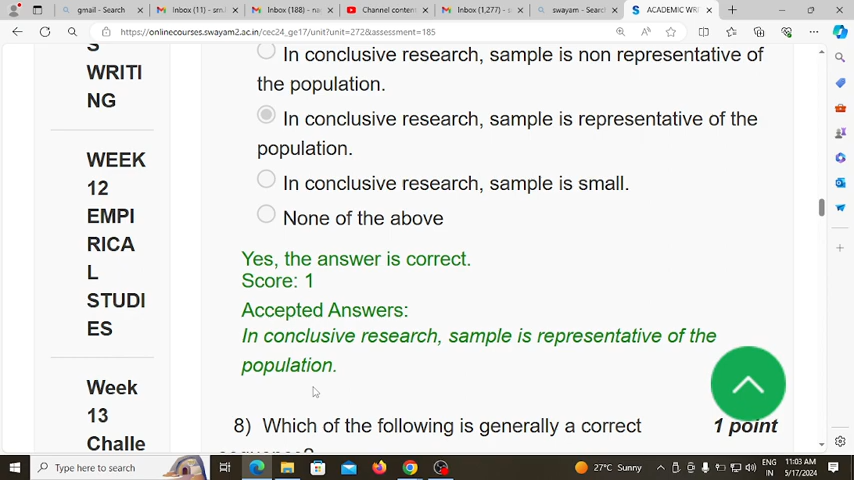 gmail - Search
Inbox (11) - srn.l
Inbox (188) - na
Channel content
Inbox (1,277) - s
swayam - Search
ACADEMIC WRI
https://onlinecourses.swayam2.ac.in/cec24_ge17/unit?unit=272&assessment=185
S
WRITI
NG
WEEK
12
EMPI
RICA
L
STUDI
ES
Week
13
Challe
In conclusive research, sample is non representative of
the population.
In conclusive research, sample is representative of the
population.
In conclusive research, sample is small.
None of the above
Yes, the answer is correct.
Score: 1
Accepted Answers:
In conclusive research, sample is representative of the
population.
8) Which of the following is generally a correct
1 point
Type here to search
27°C Sunny
ENG
IN
11:03 AM
5/17/2024